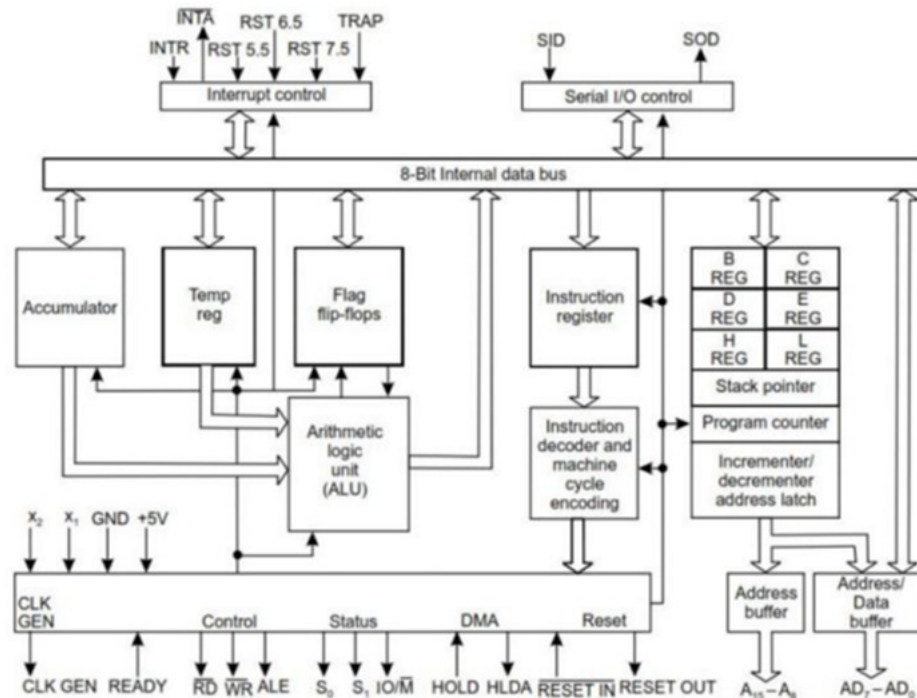 INTA
RST 6.5
TRAP
INTR
RST 5.5
RST 7.5
SID
SOD
Interrupt control
Serial I/O control
8-Bit Internal data bus
Accumulator
Temp
reg
Flag
flip-flops
Instruction
register
B
REG
C
REG
D
REG
E
REG
H
REG
L
REG
Stack pointer
Program counter
Incrementer/
decrementer
address latch
Arithmetic
logic
unit
(ALU)
Instruction
decoder and
machine
cycle
encoding
X₂
X₁
GND
+5V
CLK
GEN
Control
Status
DMA
Reset
Address
buffer
Address/
Data
buffer
CLK GEN
READY
RD
WR
ALE
S₀
S₁
IO/M
HOLD
HLDA
RESET IN
RESET OUT